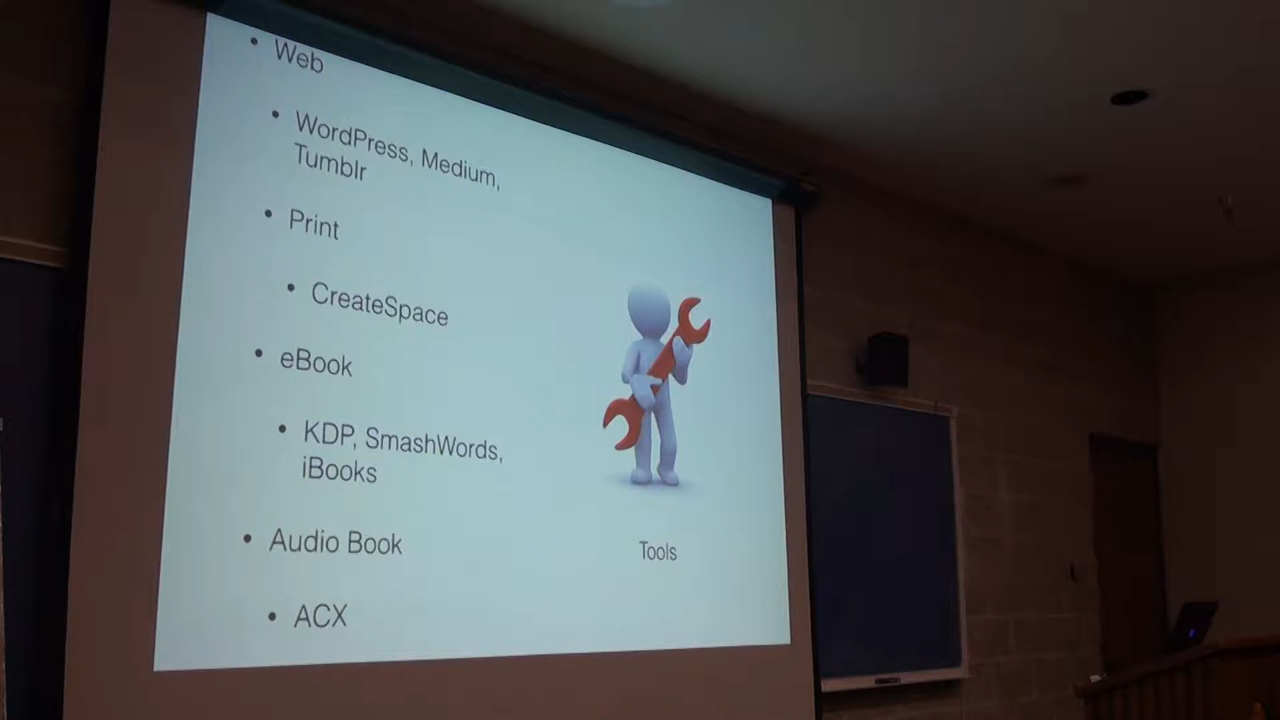 • Web
• WordPress, Medium,
Tumblr
• Print
• CreateSpace
• eBook
• KDP, SmashWords,
iBooks
• Audio Book
• ACX
Tools